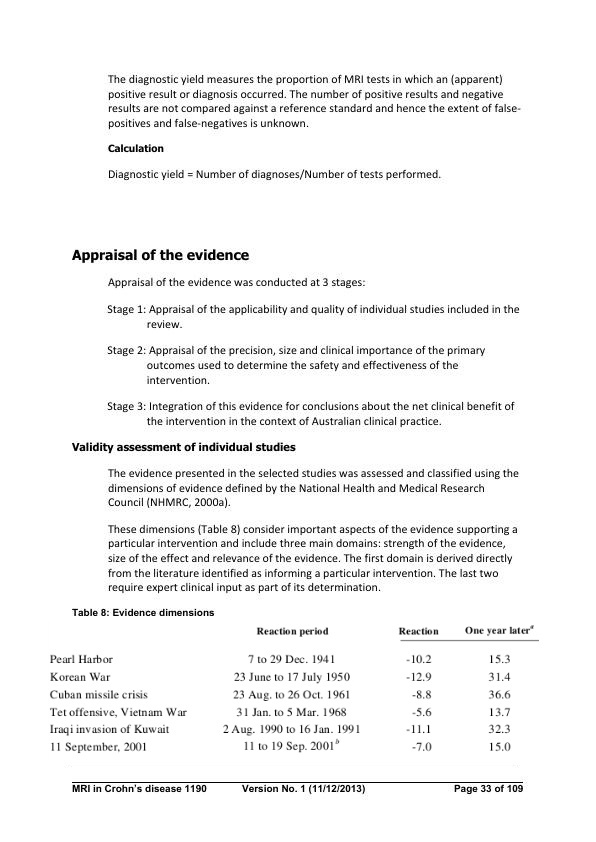 The diagnostic yield measures the proportion of MRI tests in which an (apparent)
positive result or diagnosis occurred. The number of positive results and negative
results are not compared against a reference standard and hence the extent of false-
positives and false-negatives is unknown.
Calculation
Diagnostic yield = Number of diagnoses/Number of tests performed.
Appraisal of the evidence
Appraisal of the evidence was conducted at 3 stages:
Stage 1: Appraisal of the applicability and quality of individual studies included in the
review.
Stage 2: Appraisal of the precision, size and clinical importance of the primary
outcomes used to determine the safety and effectiveness of the
intervention.
Stage 3: Integration of this evidence for conclusions about the net clinical benefit of
the intervention in the context of Australian clinical practice.
Validity assessment of individual studies
The evidence presented in the selected studies was assessed and classified using the
dimensions of evidence defined by the National Health and Medical Research
Council (NHMRC, 2000a).
These dimensions (Table 8) consider important aspects of the evidence supporting a
particular intervention and include three main domains: strength of the evidence,
size of the effect and relevance of the evidence. The first domain is derived directly
from the literature identified as informing a particular intervention. The last two
require expert clinical input as part of its determination.
Table 8: Evidence dimensions
Reaction period Reaction One year later a
Pearl Harbor 7 to 29 Dec. 1941 -10.2 15.3
Korean War 23 June to 17 July 1950 -12.9 31.4
Cuban missile crisis 23 Aug. to 26 Oct. 1961 -8.8 36.6
Tet offensive, Vietnam War 31 Jan. to 5 Mar. 1968 -5.6 13.7
Iraqi invasion of Kuwait 2 Aug. 1990 to 16 Jan. 1991 -11.1 32.3
11 September, 2001 11 to 19 Sep. 2001 b -7.0 15.0
MRI in Crohn's disease 1190 Version No. 1 (11/12/2013) Page 33 of 109